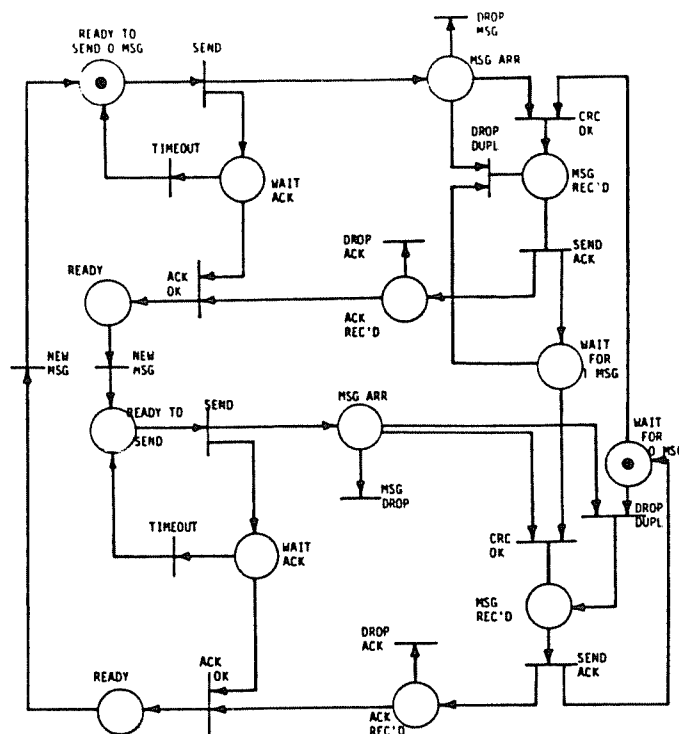 DROP
MSG
READY TO
SEND 0 MSG
SEND
MSG ARR
CRC
OK
DROP
DUPL
TIMEOUT
WAIT
ACK
MSG
REC'D
DROP
ACK
SEND
ACK
READY
ACK
OK
ACK
REC'D
WAIT
FOR
1 MSG
NEW
MSG
NEW
MSG
READY TO
SEND
SEND
MSG ARR
WAIT
FOR
0 MSG
MSG
DROP
DROP
DUPL
TIMEOUT
WAIT
ACK
CRC
OK
MSG
REC'D
DROP
ACK
SEND
ACK
READY
ACK
OK
ACK
REC'D